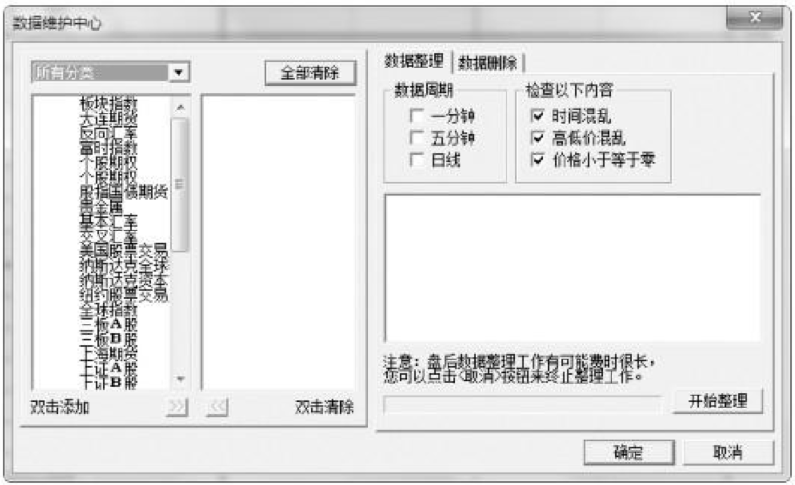 数据维护中心
所有分类
全部清除
板块指数
大连期货
反向汇率
富时指数
个股期权
个股期权
股指国债期货
贵金属
基本汇率
交叉汇率
美国股票交易
纳斯达克全球
纳斯达克资本
纽约股票交易
全球指数
三板A股
三板B股
上海期货
上证A股
上证B股
双击添加
>>
<<
双击清除
数据整理
数据删除
数据周期
一分钟
五分钟
日线
检查以下内容
时间混乱
高低价混乱
价格小于等于零
注意：盘后数据整理工作有可能费时很长，
您可以点击<取消>按钮来终止整理工作。
开始整理
确定
取消